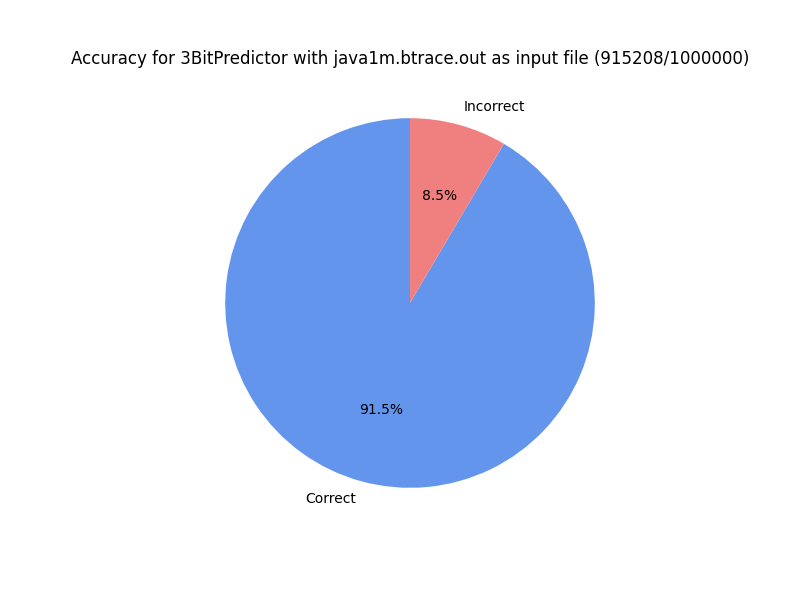 Accuracy for 3BitPredictor with java1m.btrace.out as input file (915208/1000000)
Incorrect
8.5%
91.5%
Correct